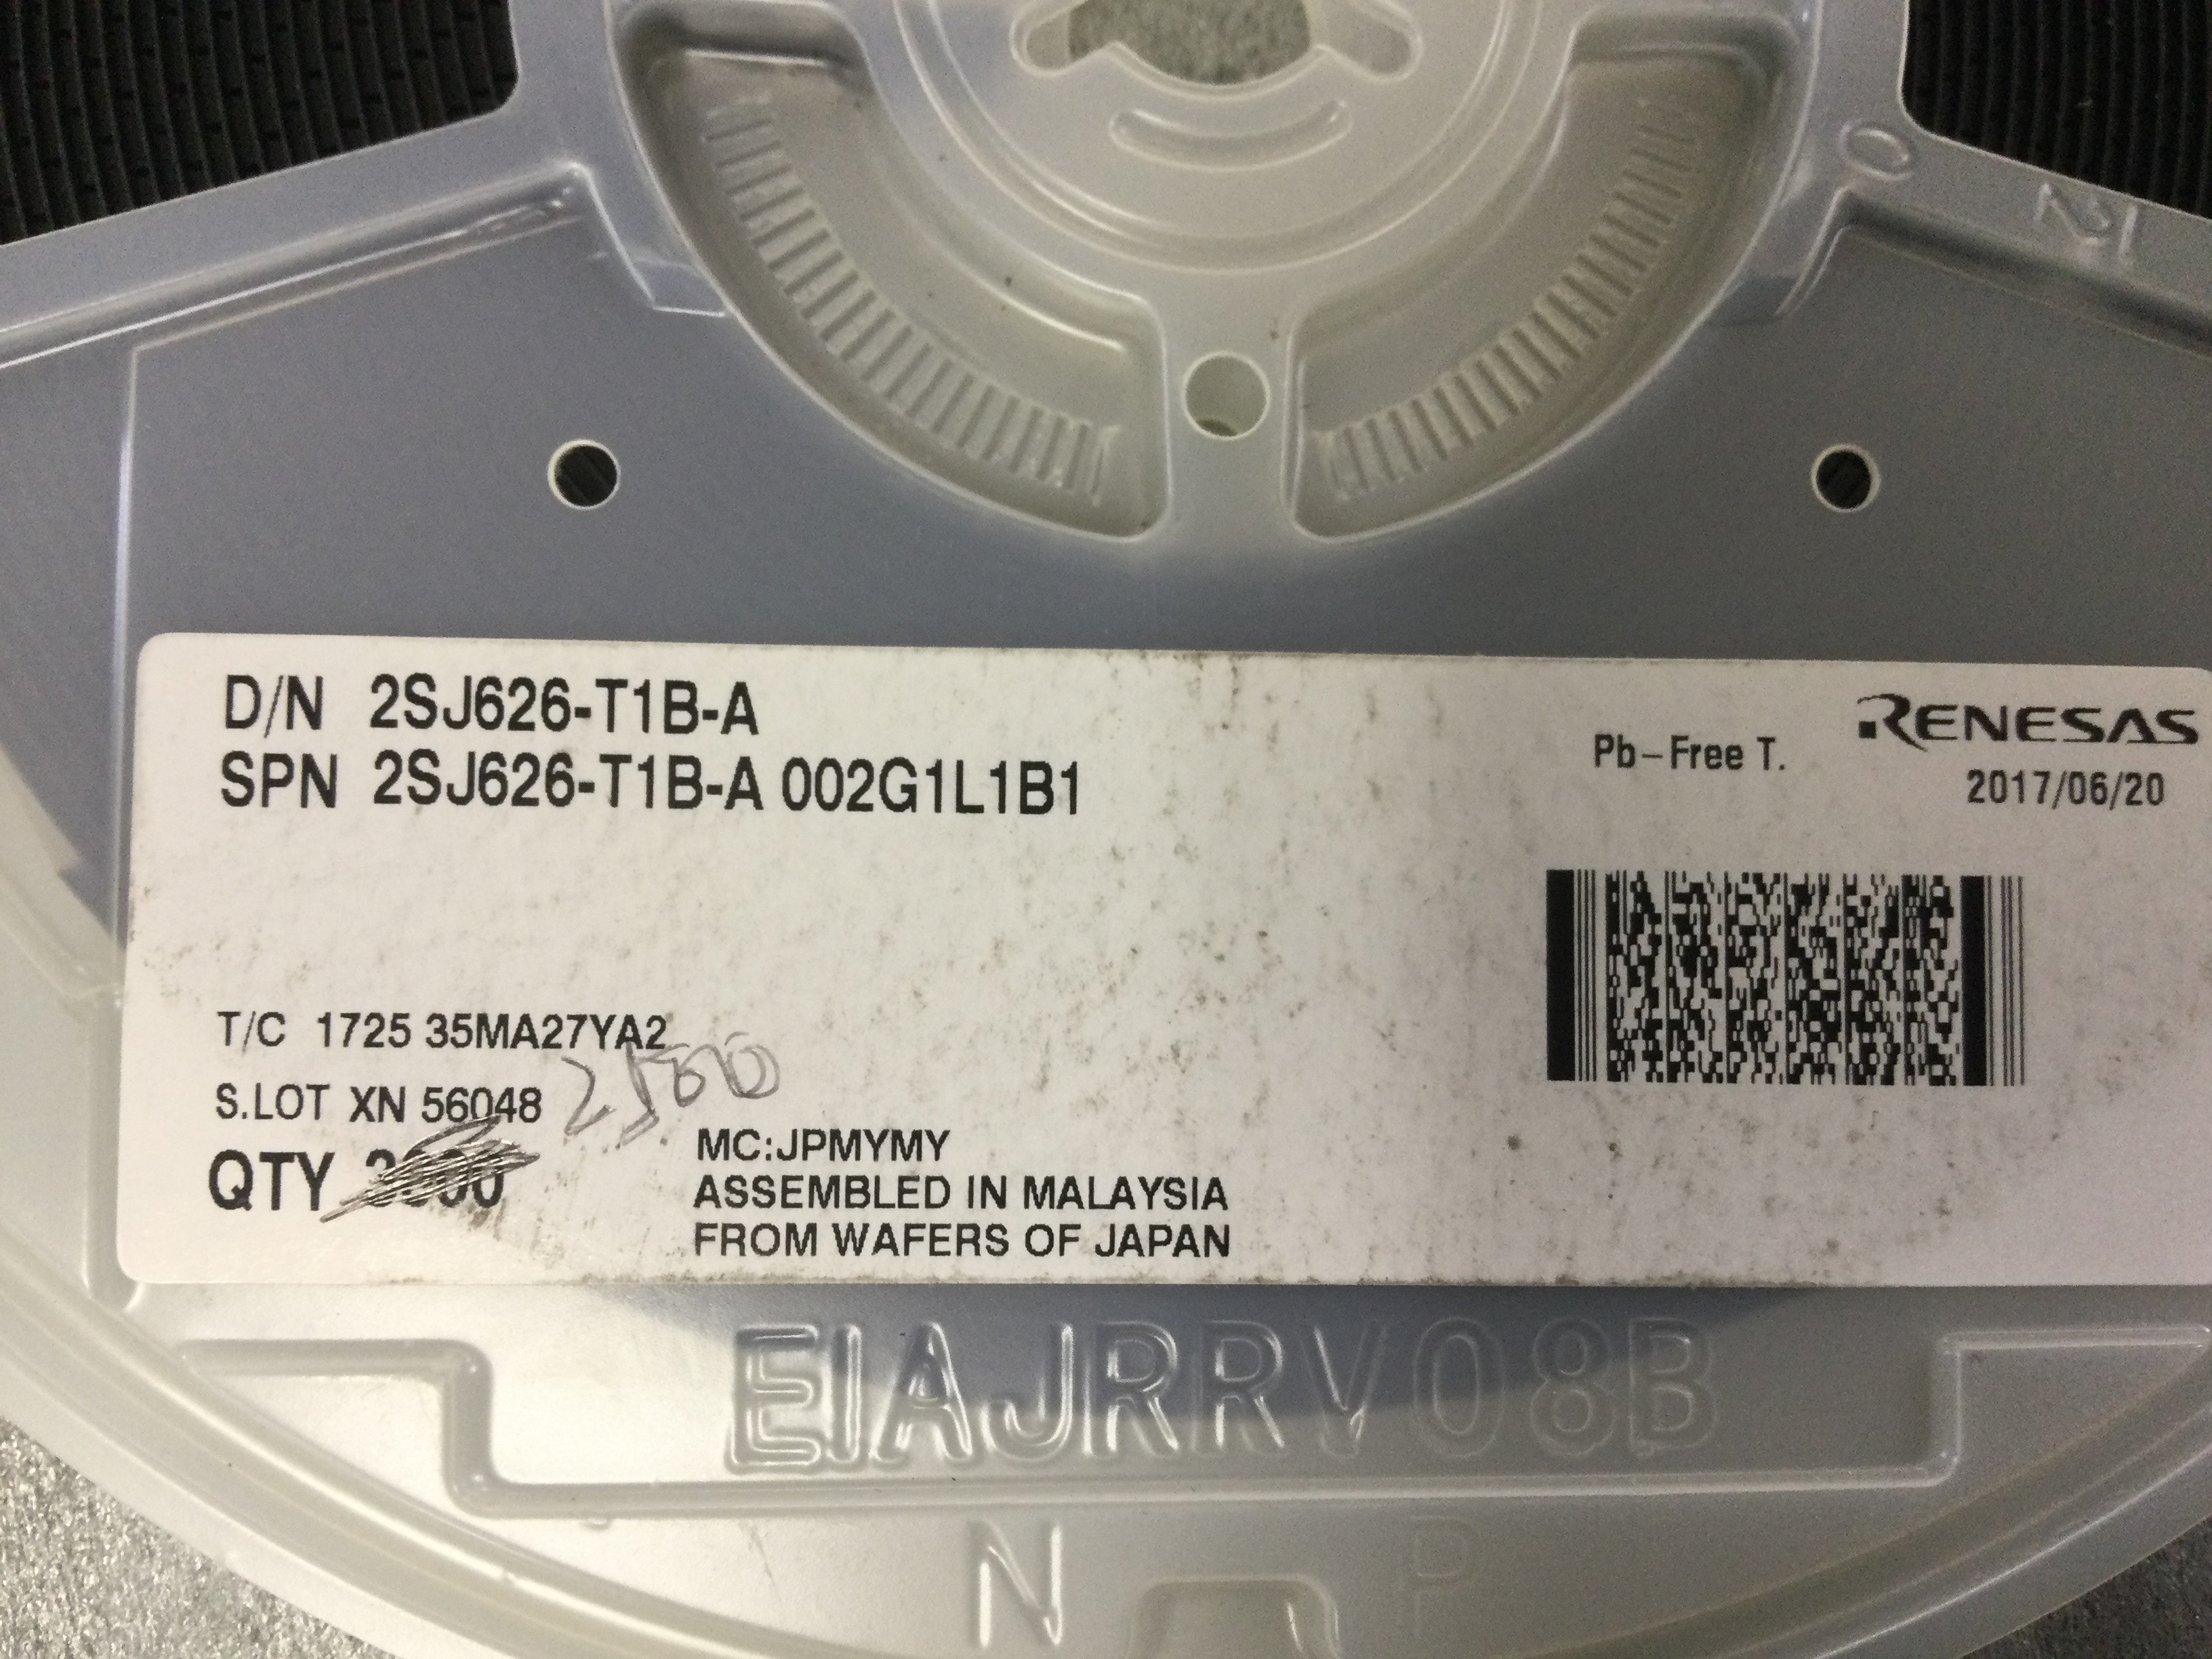 D/N 2SJ626-T1B-A
SPN 2SJ626-T1B-A 002G1L1B1
Pb-Free T.
RENESAS
2017/06/20
T/C 1725 35MA27YA2
2500
S.LOT XN 56048
QTY 3000
MC:JPMYMY
ASSEMBLED IN MALAYSIA
FROM WAFERS OF JAPAN
EIAJRRV08B
N P